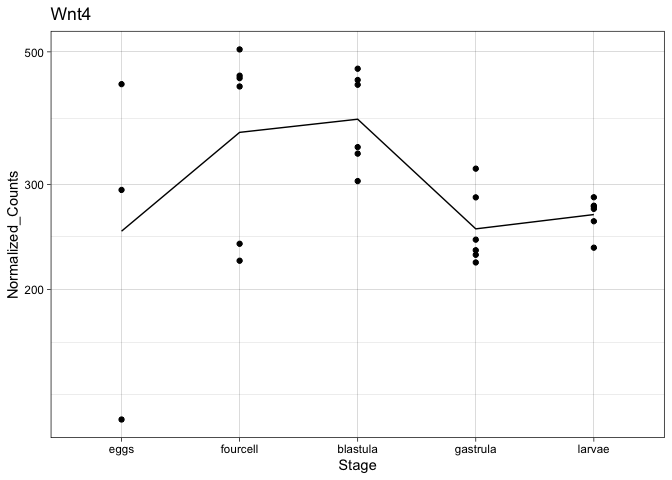 Wnt4
500
300
200
Normalized_Counts
eggs fourcell blastula gastrula larvae
Stage